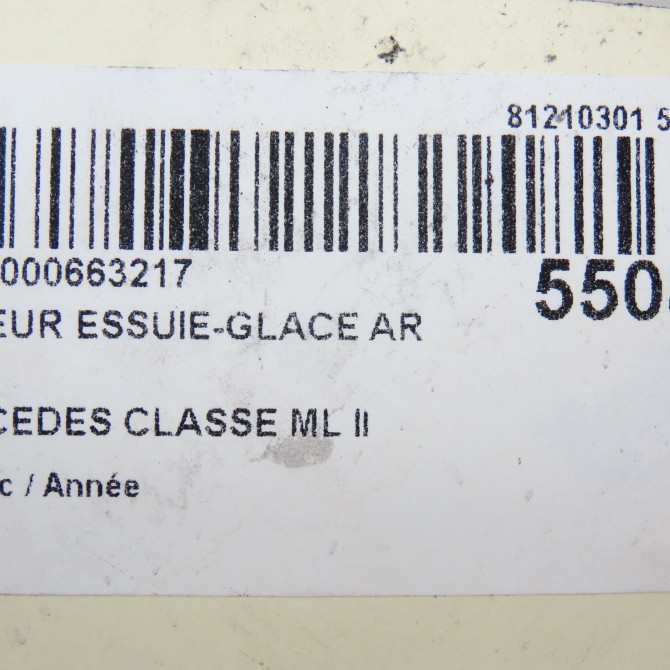 81210301 5
000663217
550
EUR ESSUIE-GLACE AR
CEDES CLASSE ML II
c / Année